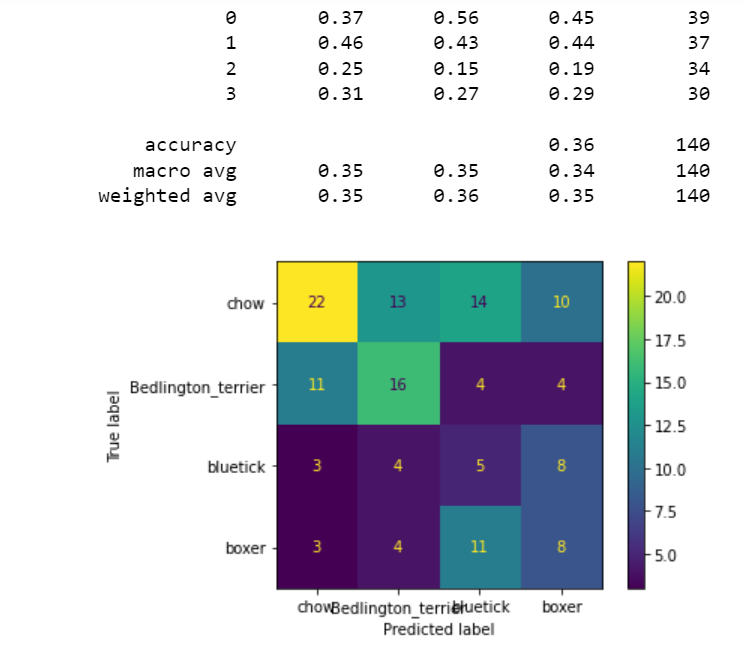 0 0.37 0.56 0.45 39
1 0.46 0.43 0.44 37
2 0.25 0.15 0.19 34
3 0.31 0.27 0.29 30
accuracy 0.36 140
macro avg 0.35 0.35 0.34 140
weighted avg 0.35 0.36 0.35 140
chow 22 13 14 10
Bedlington_terrier 11 16 4 4
bluetick 3 4 5 8
boxer 3 4 11 8
True label
chow Bedlington_terrier bluetick boxer
Predicted label
20.0
17.5
15.0
12.5
10.0
7.5
5.0